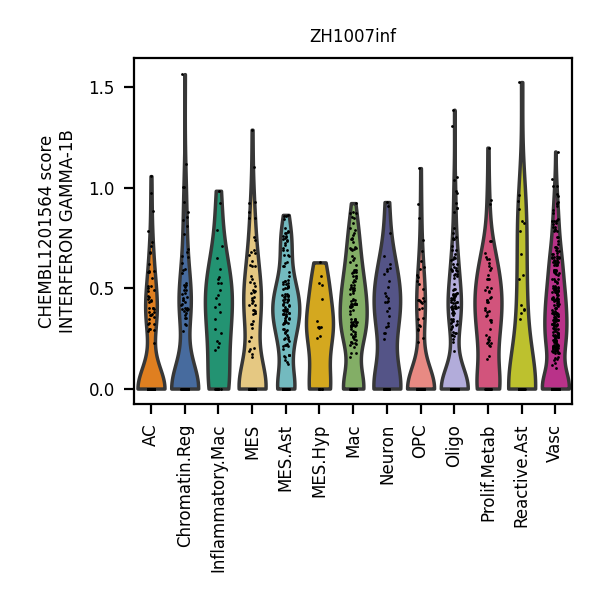 ZH1007inf
CHEMBL1201564 score
INTERFERON GAMMA-1B
1.5
1.0
0.5
0.0
AC
Chromatin.Reg
Inflammatory.Mac
MES
MES.Ast
MES.Hyp
Mac
Neuron
OPC
Oligo
Prolif.Metab
Reactive.Ast
Vasc